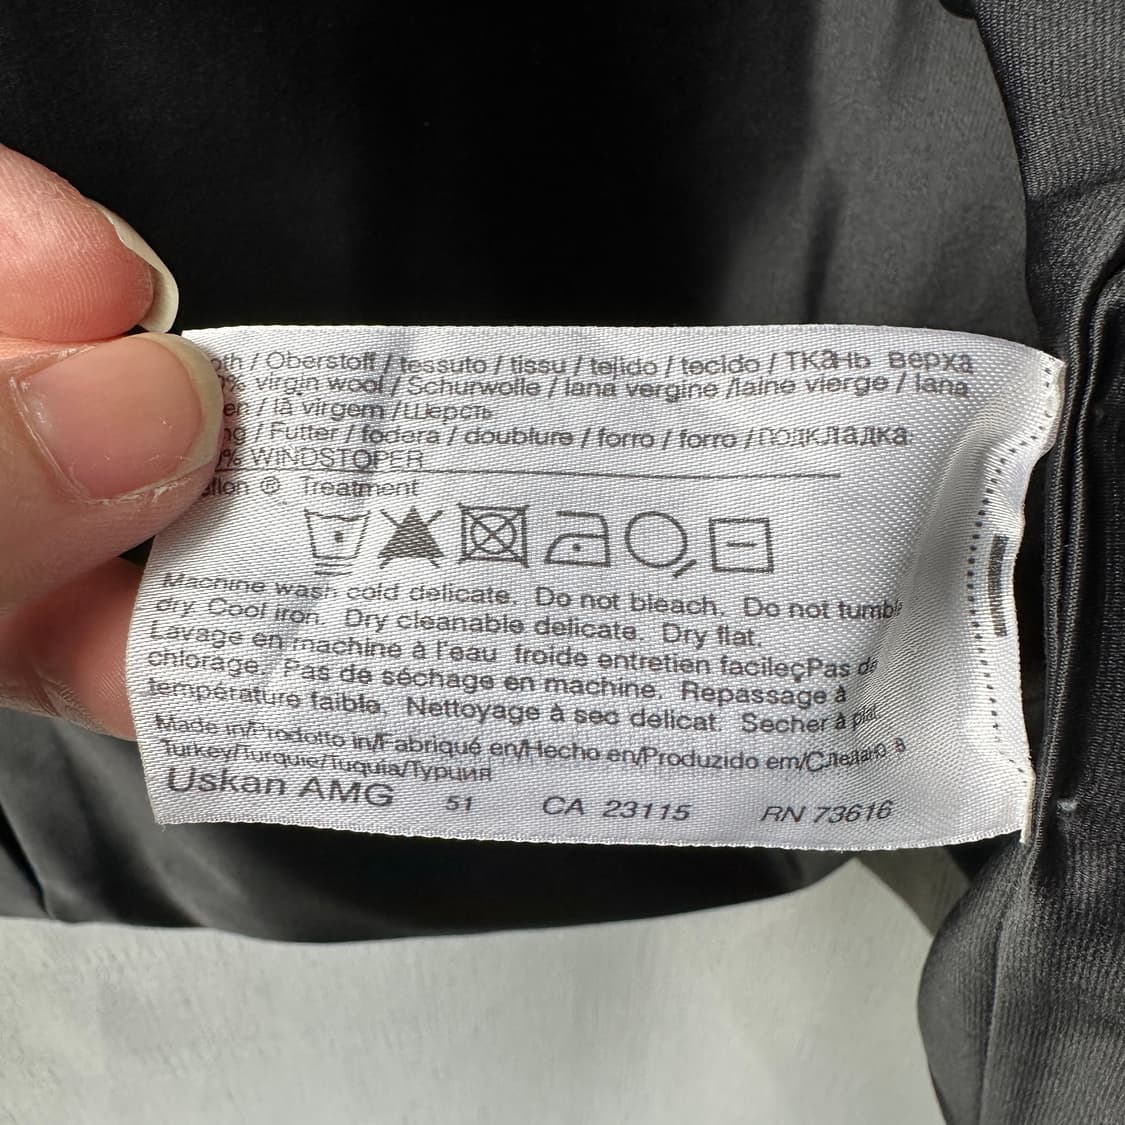 / Oberstoff / tessuto / tissu / tejido / tecido / ТКАНЬ верха
% virgin wool / Schurwolle / lana vergine /laine vierge / lana
/ lã virgem /Шерсть
/ Futter / fodera / doublure / forro / forro /подкладка
% WINDSTOPER
® Treatment
Machine wash cold delicate. Do not bleach. Do not tumble
dry. Cool iron. Dry cleanable delicate. Dry flat.
Lavage en machine à l'eau froide entretien facileçPas de
chlorage. Pas de séchage en machine. Repassage à
température faible. Nettoyage à sec delicat. Secher à plat.
Made in/Prodotto in/Fabriqué en/Hecho en/Produzido em/Сделано в
Turkey/Turquie/Tuquia/Турция
Uskan AMG 51 CA 23115 RN 73616